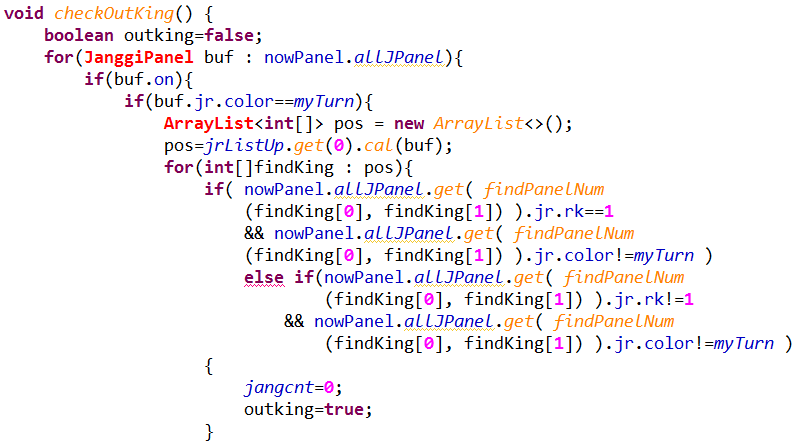 void checkOutKing() {
    boolean outking=false;
    for(JanggiPanel buf : nowPanel.allJPanel){
        if(buf.on){
            if(buf.jr.color==myTurn){
                ArrayList<int[]> pos = new ArrayList<>();
                pos=jrListUp.get(0).cal(buf);
                for(int[]findKing : pos){
                    if( nowPanel.allJPanel.get( findPanelNum
                        (findKing[0], findKing[1]) ).jr.rk==1
                        && nowPanel.allJPanel.get( findPanelNum
                        (findKing[0], findKing[1]) ).jr.color!=myTurn )
                        else if(nowPanel.allJPanel.get( findPanelNum
                                (findKing[0], findKing[1]) ).jr.rk!=1
                            && nowPanel.allJPanel.get( findPanelNum
                                (findKing[0], findKing[1]) ).jr.color!=myTurn )
                    {
                        jangcnt=0;
                        outking=true;
                    }